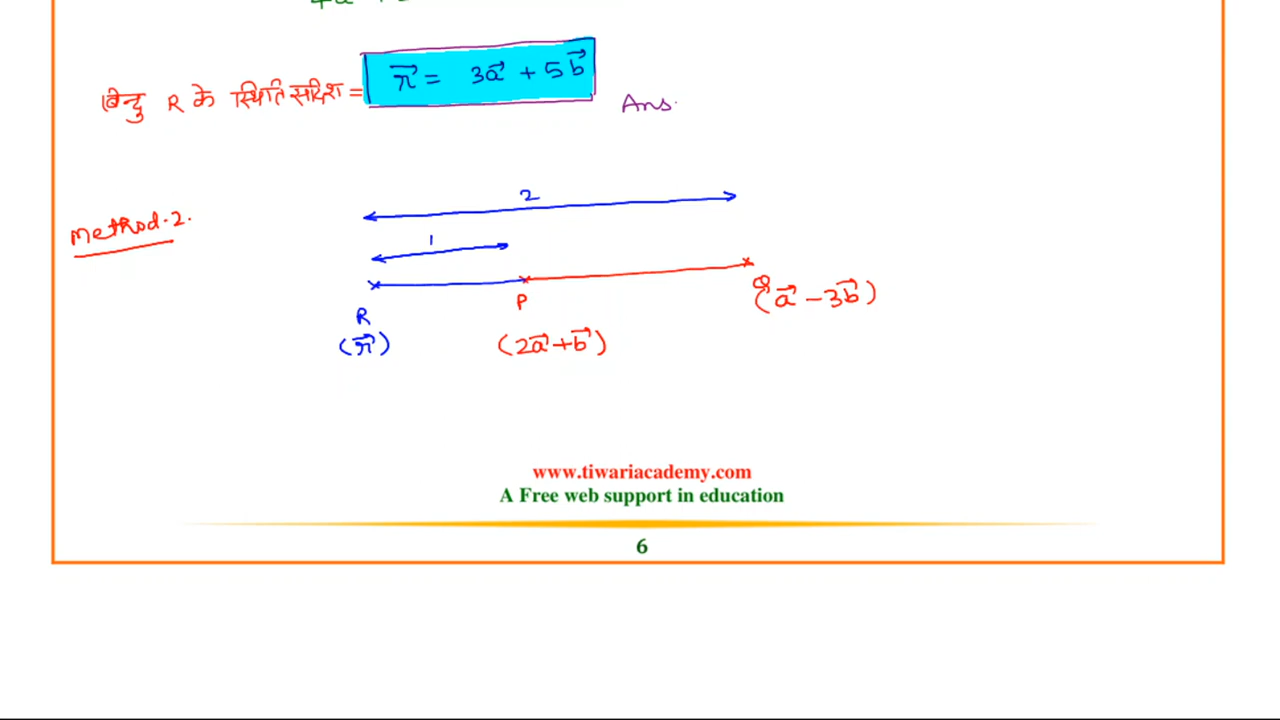 बिन्दु R के स्थिति सदिश = r⃗ = 3a⃗ + 5b⃗
Ans.
Method-2.
2
1
R
P
Q
(r⃗)
(2a⃗+b⃗)
(a⃗ - 3b⃗)
www.tiwariacademy.com
A Free web support in education
6